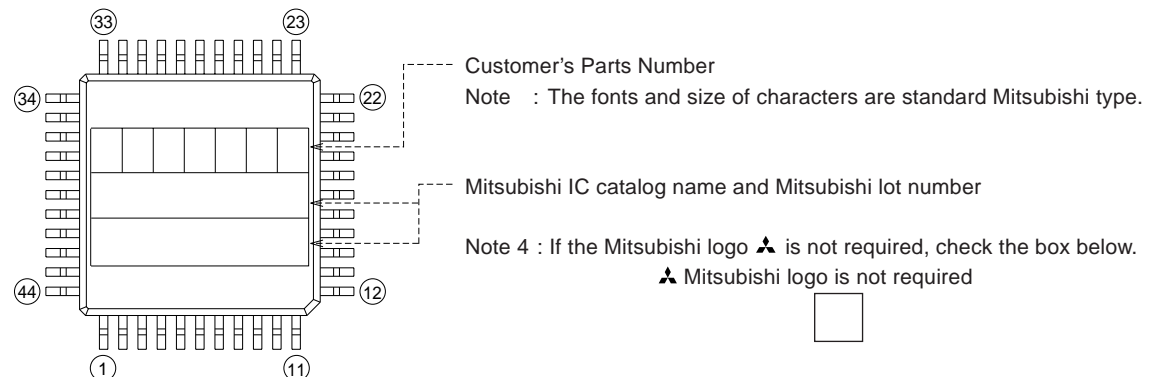 33 23
Customer's Parts Number
34 22
Note : The fonts and size of characters are standard Mitsubishi type.
Mitsubishi IC catalog name and Mitsubishi lot number
Note 4 : If the Mitsubishi logo is not required, check the box below.
Mitsubishi logo is not required
44 12
1 11